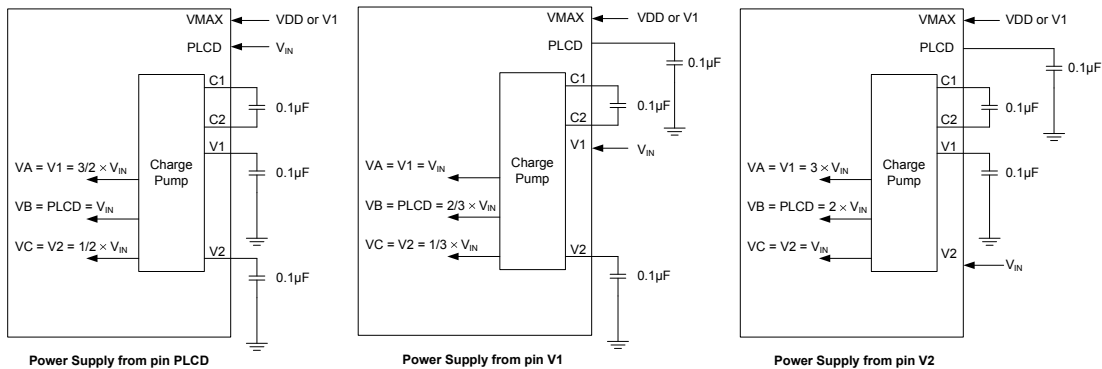 VMAX
VDD or V1
PLCD
VIN
C1
0.1µF
C2
V1
0.1µF
Charge
Pump
VA = V1 = 3/2 × VIN
VB = PLCD = VIN
VC = V2 = 1/2 × VIN
V2
0.1µF
Power Supply from pin PLCD
VMAX
VDD or V1
PLCD
0.1µF
C1
0.1µF
C2
V1
VIN
Charge
Pump
VA = V1 = VIN
VB = PLCD = 2/3 × VIN
VC = V2 = 1/3 × VIN
V2
0.1µF
Power Supply from pin V1
VMAX
VDD or V1
PLCD
0.1µF
C1
0.1µF
C2
V1
0.1µF
Charge
Pump
VA = V1 = 3 × VIN
VB = PLCD = 2 × VIN
VC = V2 = VIN
V2
VIN
Power Supply from pin V2